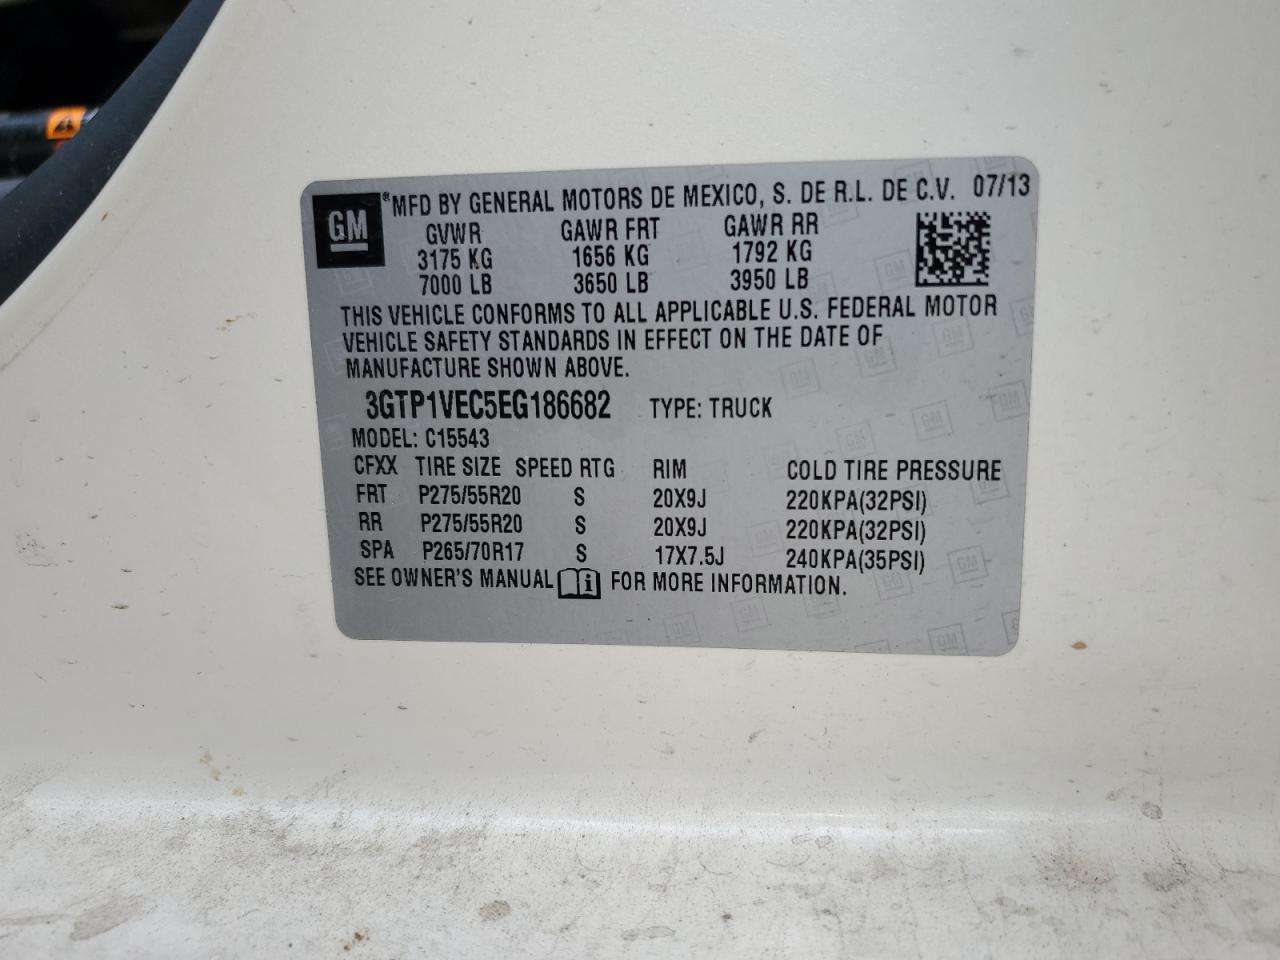 GM
®MFD BY GENERAL MOTORS DE MEXICO, S. DE R.L. DE C.V. 07/13
GVWR GAWR FRT GAWR RR
3175 KG 1656 KG 1792 KG
7000 LB 3650 LB 3950 LB
THIS VEHICLE CONFORMS TO ALL APPLICABLE U.S. FEDERAL MOTOR
VEHICLE SAFETY STANDARDS IN EFFECT ON THE DATE OF
MANUFACTURE SHOWN ABOVE.
3GTP1VEC5EG186682 TYPE: TRUCK
MODEL: C15543
CFXX TIRE SIZE SPEED RTG RIM COLD TIRE PRESSURE
FRT P275/55R20 S 20X9J 220KPA(32PSI)
RR P275/55R20 S 20X9J 220KPA(32PSI)
SPA P265/70R17 S 17X7.5J 240KPA(35PSI)
SEE OWNER'S MANUAL i FOR MORE INFORMATION.